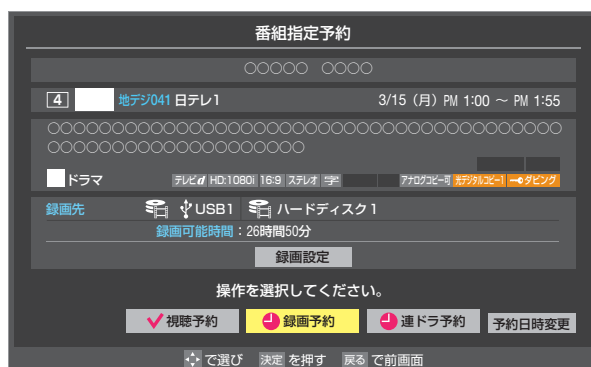 番組指定予約
○○○○○ ○○○○
4 地デジ041 日テレ1 3/15（月）PM 1:00 ～ PM 1:55
○○○○○○○○○○○○○○○○○○○○○○○○○○○○○○○○○○○○○○○○
○○○○○○○○○○○○○○○○○○○○
ドラマ テレビd HD:1080i 16:9 ステレオ 字 アナログコピー可 光デジタルコピー1 ダビング
録画先 USB1 ハードディスク1
録画可能時間：26時間50分
録画設定
操作を選択してください。
視聴予約 録画予約 連ドラ予約 予約日時変更
で選び 決定 を押す 戻る で前画面